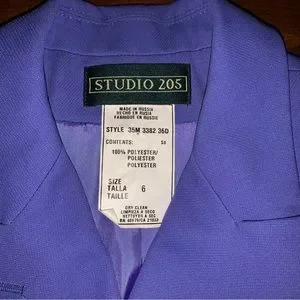 STUDIO 205
MADE IN RUSSIA
HECHO EN RUSIA
FABRIQUE EN RUSSIE
STYLE 35M 3382 36D
CONTENTS:
100% POLYESTER/
POLIESTER
POLYESTER
SIZE
TALLA 6
TAILLE
DRY CLEAN
LIMPIEZA A SECO
NETTOYER A SEC